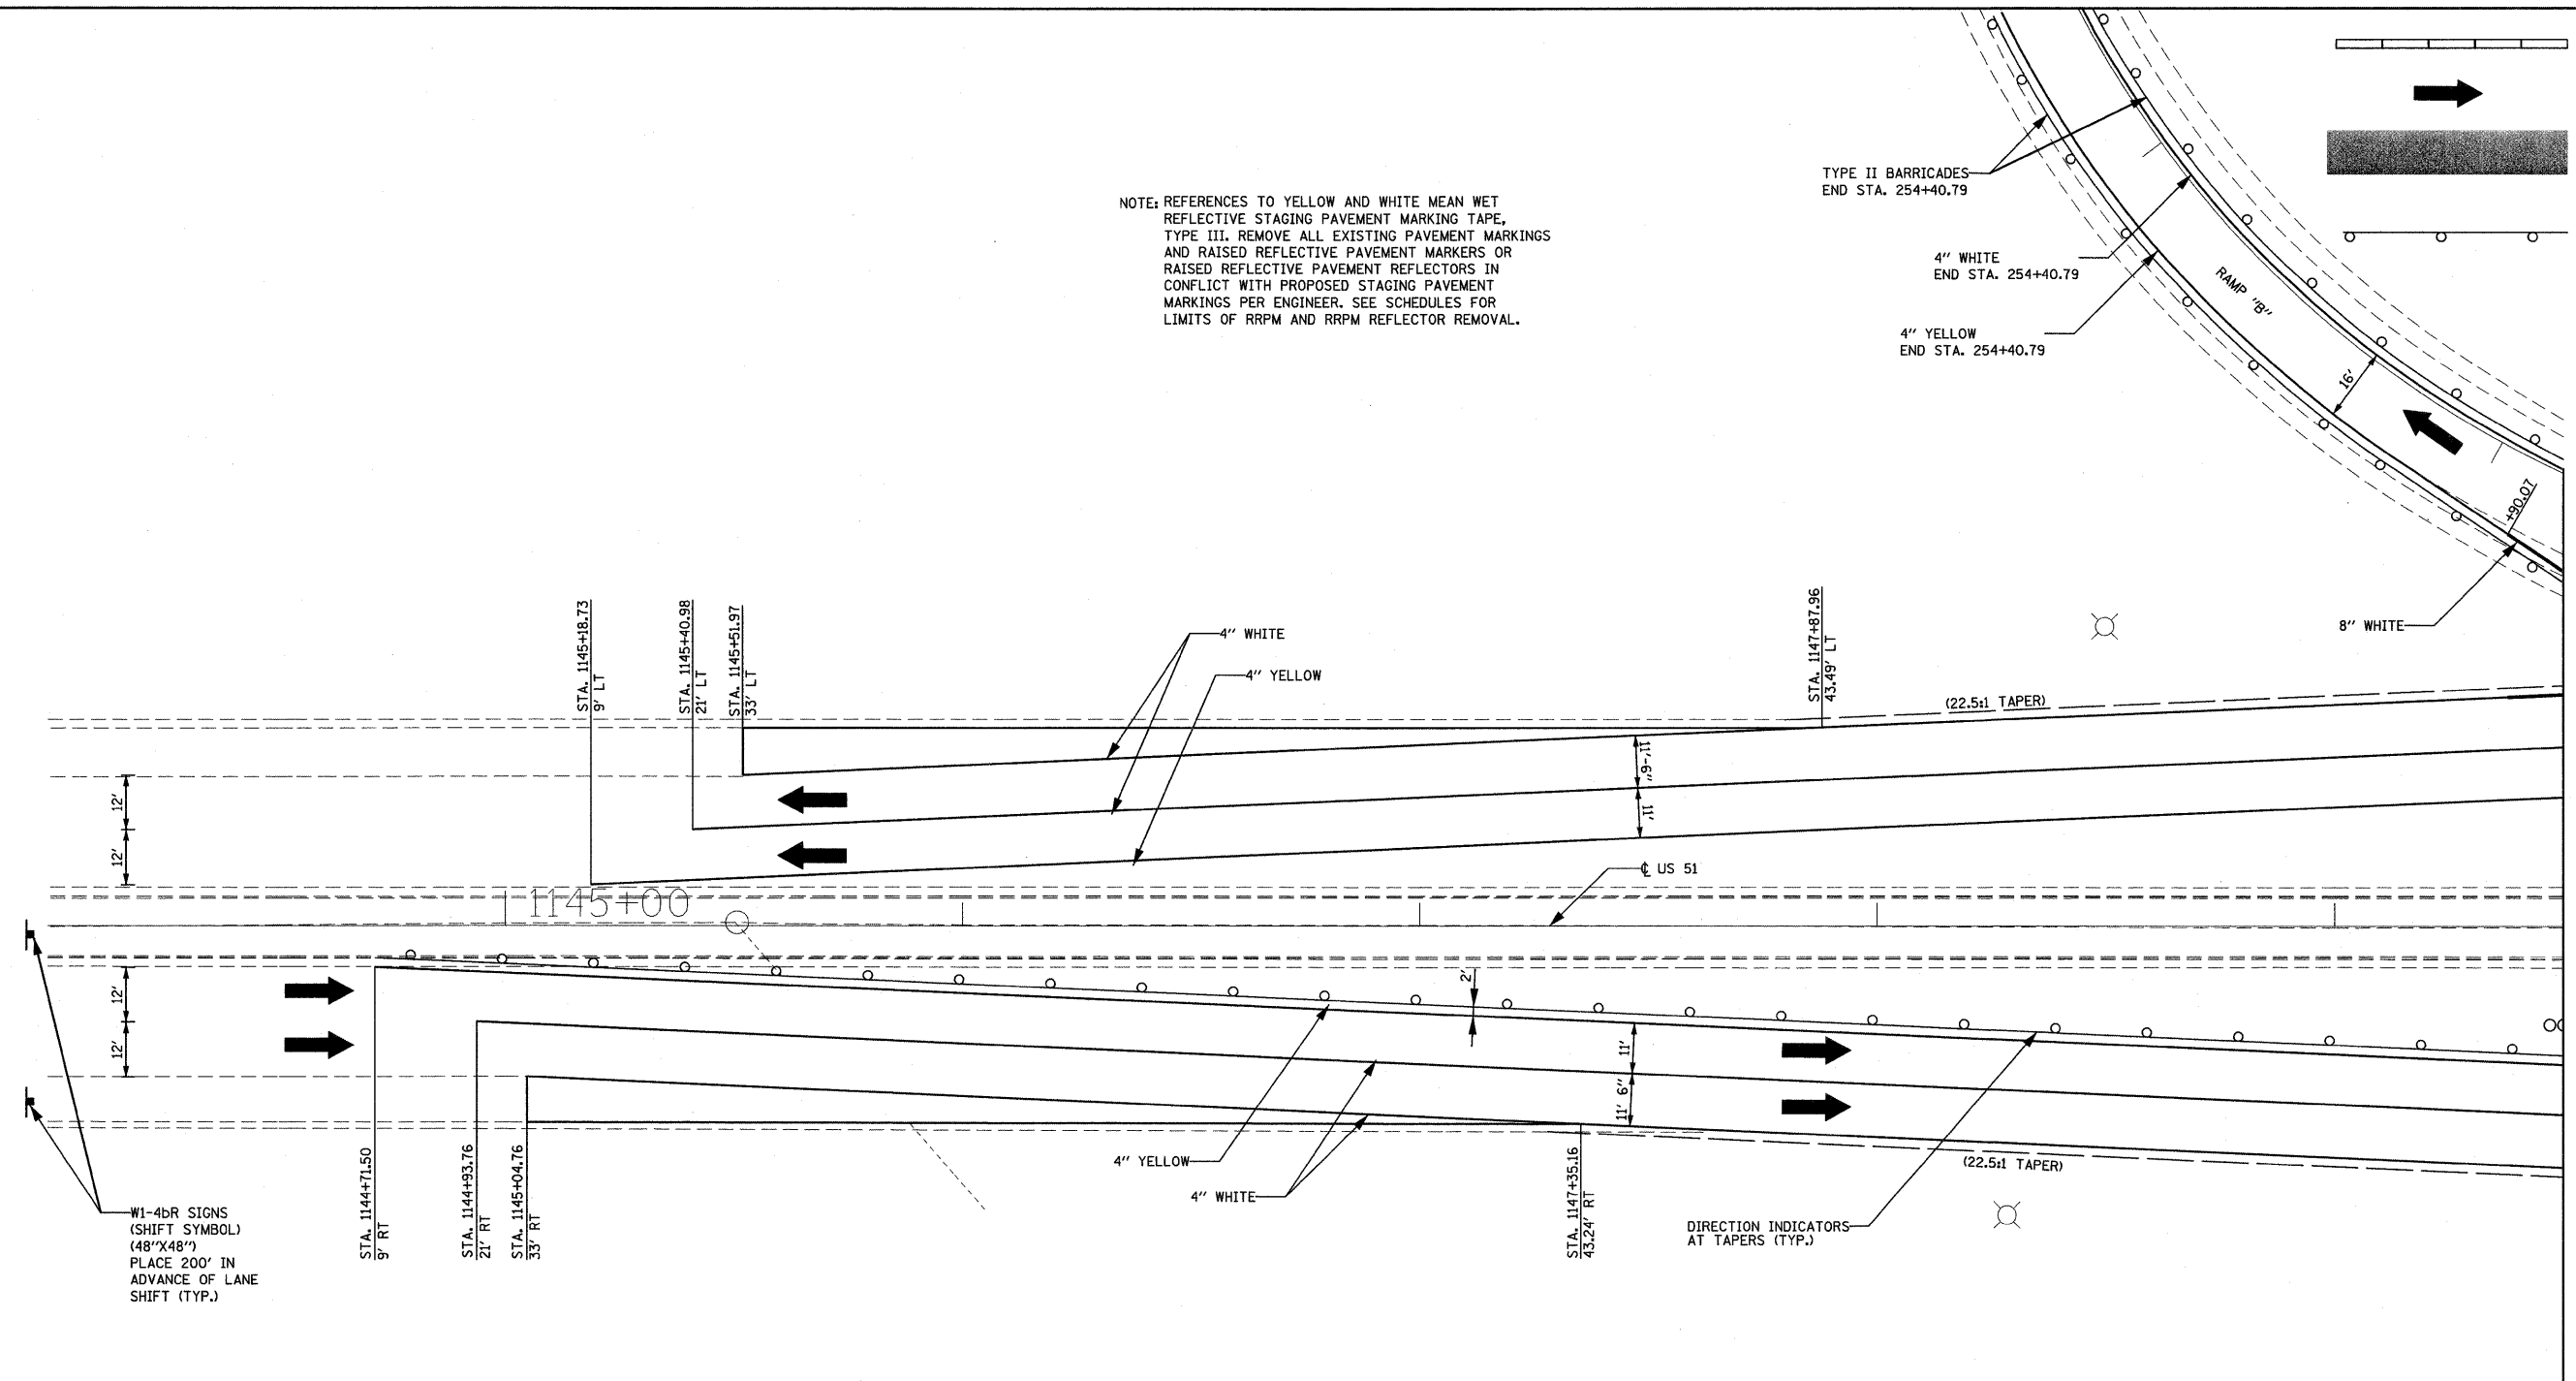 NOTE: REFERENCES TO YELLOW AND WHITE MEAN WET
REFLECTIVE STAGING PAVEMENT MARKING TAPE,
TYPE III. REMOVE ALL EXISTING PAVEMENT MARKINGS
AND RAISED REFLECTIVE PAVEMENT MARKERS OR
RAISED REFLECTIVE PAVEMENT REFLECTORS IN
CONFLICT WITH PROPOSED STAGING PAVEMENT
MARKINGS PER ENGINEER. SEE SCHEDULES FOR
LIMITS OF RRPM AND RRPM REFLECTOR REMOVAL.
TYPE II BARRICADES
END STA. 254+40.79
4" WHITE
END STA. 254+40.79
4" YELLOW
END STA. 254+40.79
RAMP "B"
16'
+90.07
8" WHITE
STA. 1145+18.73
9' LT
STA. 1145+40.98
21' LT
STA. 1145+51.97
33' LT
4" WHITE
4" YELLOW
STA. 1147+87.96
43.49' LT
(22.5:1 TAPER)
12'
12'
11'-6"
11'
℄ US 51
1145+00
12'
12'
2'
11'
11' 6"
4" YELLOW
4" WHITE
(22.5:1 TAPER)
STA. 1144+71.50
9' RT
STA. 1144+93.76
21' RT
STA. 1145+04.76
33' RT
STA. 1147+35.16
43.24' RT
DIRECTION INDICATORS
AT TAPERS (TYP.)
W1-4bR SIGNS
(SHIFT SYMBOL)
(48"X48")
PLACE 200' IN
ADVANCE OF LANE
SHIFT (TYP.)